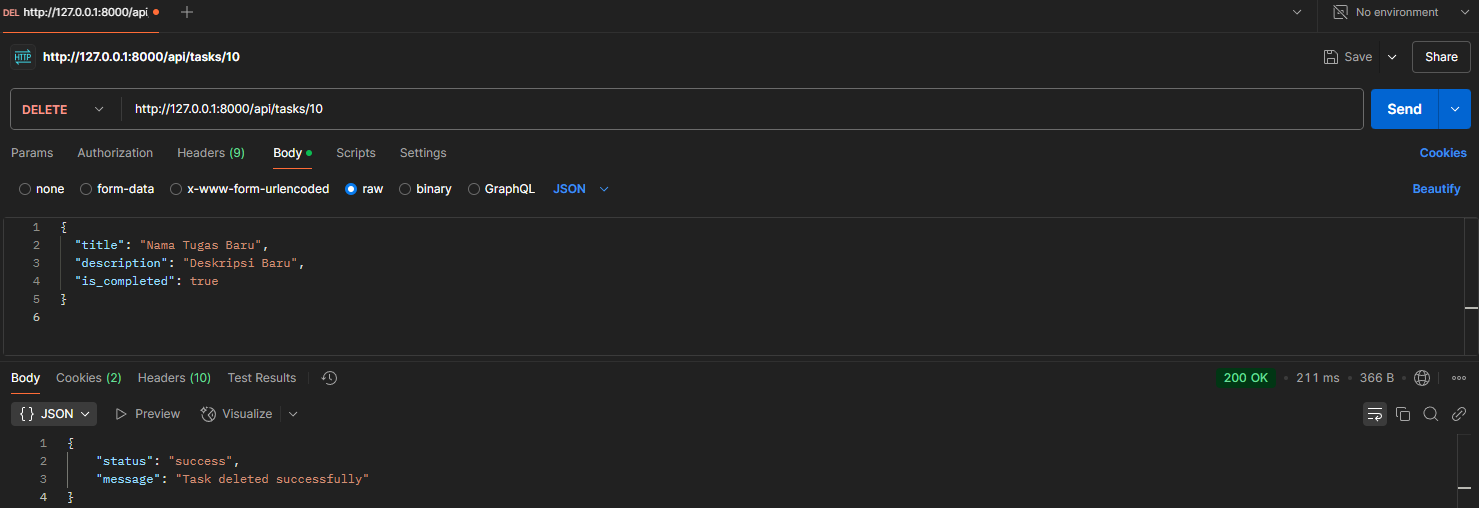 DEL http://127.0.0.1:8000/api
No environment
HTTP http://127.0.0.1:8000/api/tasks/10
Save
Share
DELETE http://127.0.0.1:8000/api/tasks/10
Send
Params Authorization Headers (9) Body Scripts Settings
Cookies
none form-data x-www-form-urlencoded raw binary GraphQL JSON
Beautify
1 {
2 "title": "Nama Tugas Baru",
3 "description": "Deskripsi Baru",
4 "is_completed": true
5 }
6
Body Cookies (2) Headers (10) Test Results
200 OK • 211 ms • 366 B •
{} JSON Preview Visualize
1 {
2 "status": "success",
3 "message": "Task deleted successfully"
4 }